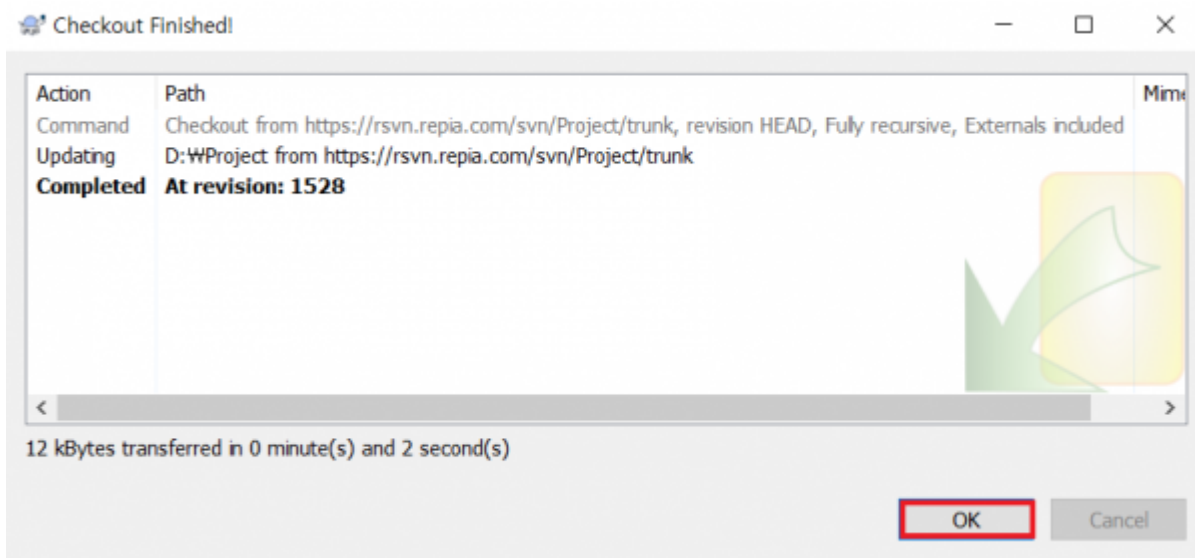 Checkout Finished!
Action Path Mime
Command Checkout from https://rsvn.repia.com/svn/Project/trunk, revision HEAD, Fully recursive, Externals included
Updating D:₩Project from https://rsvn.repia.com/svn/Project/trunk
Completed At revision: 1528
12 kBytes transferred in 0 minute(s) and 2 second(s)
OK Cancel